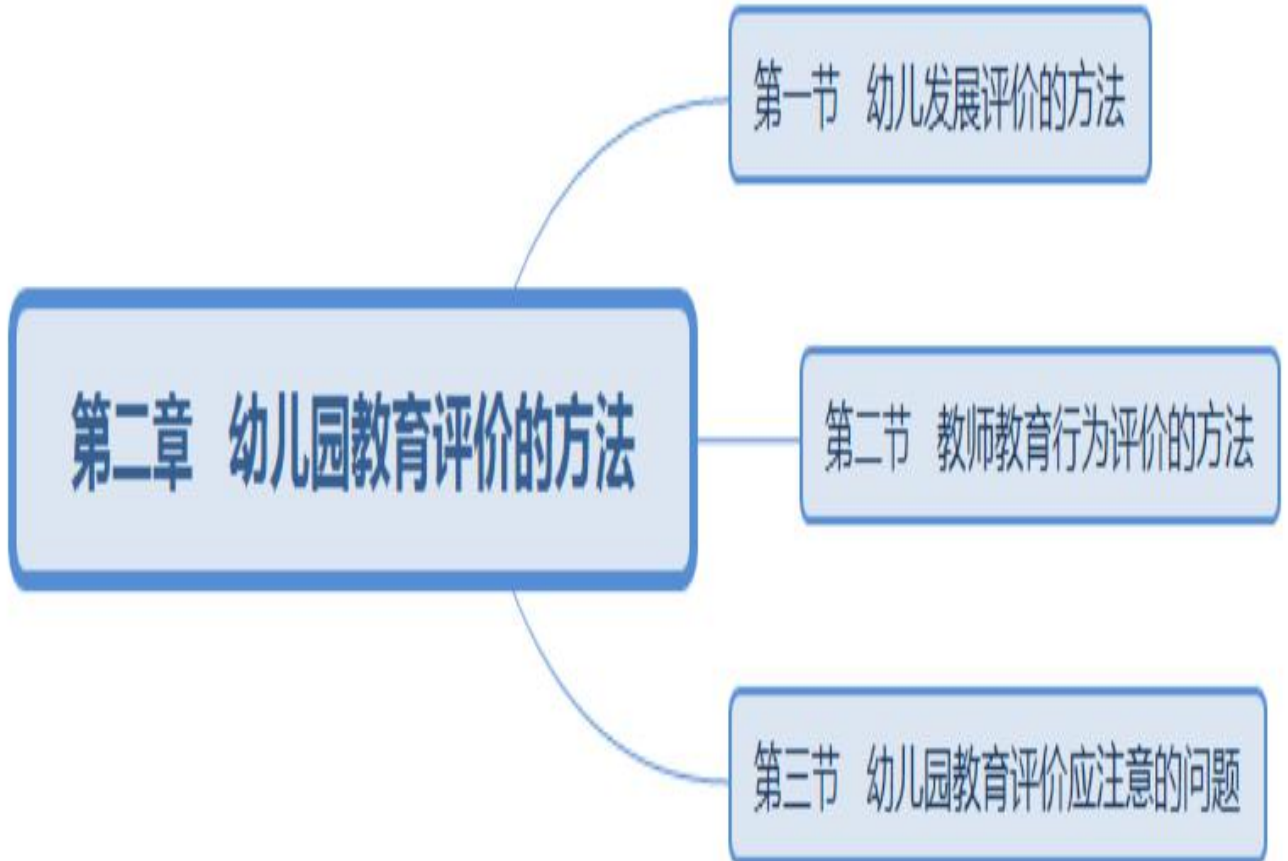 第一节 幼儿发展评价的方法
第二章 幼儿园教育评价的方法
第二节 教师教育行为评价的方法
第三节 幼儿园教育评价应注意的问题